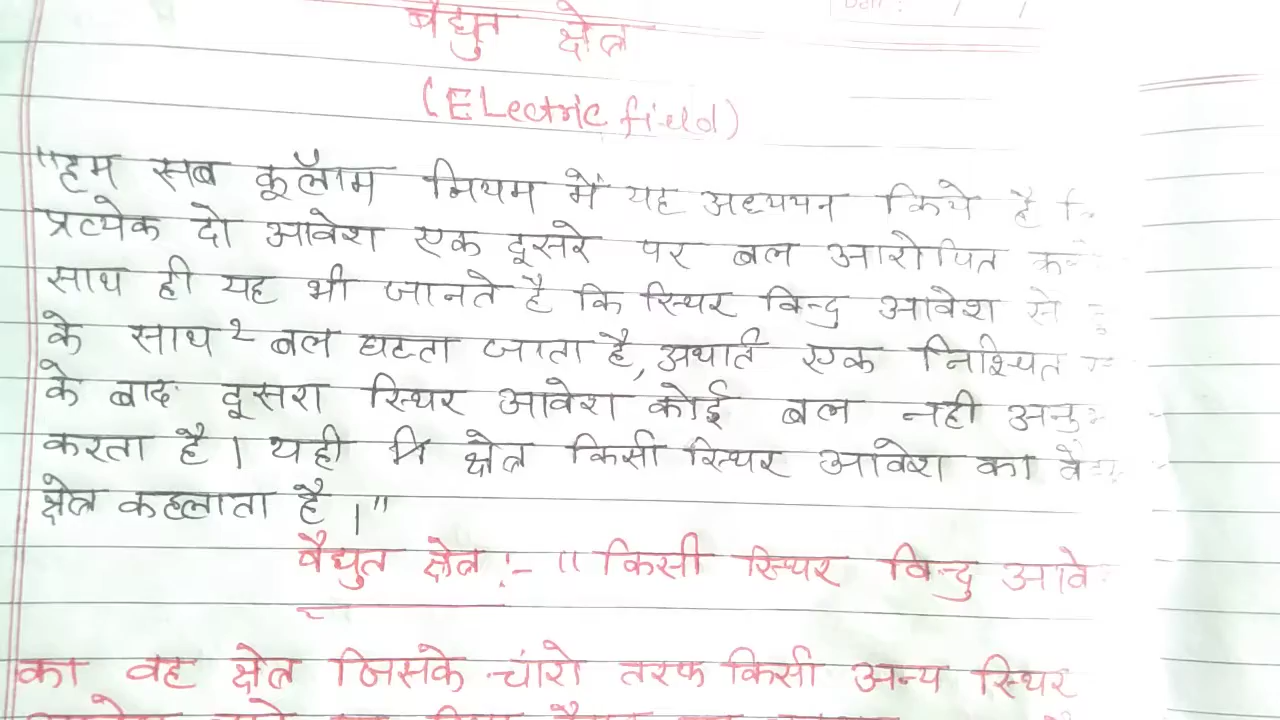 वैद्युत क्षेत्र
(ELectric field)
"हम सब कूलॉम नियम में यह अध्ययन किये है
प्रत्येक दो आवेश एक दूसरे पर बल आरोपित
साथ ही यह भी जानते है कि स्थिर विन्दु आवेश से
के साथ २ बल घटता जाता है, अर्थात एक निश्चित
के बाद दूसरा स्थिर आवेश कोई बल नही
करता है। यही क्षेत्र किसी स्थिर आवेश का
क्षेत्र कहलाता है।"
वैद्युत क्षेत्र :- "किसी स्थिर विन्दु
का वह क्षेत्र जिसके चारो तरफ किसी अन्य स्थिर